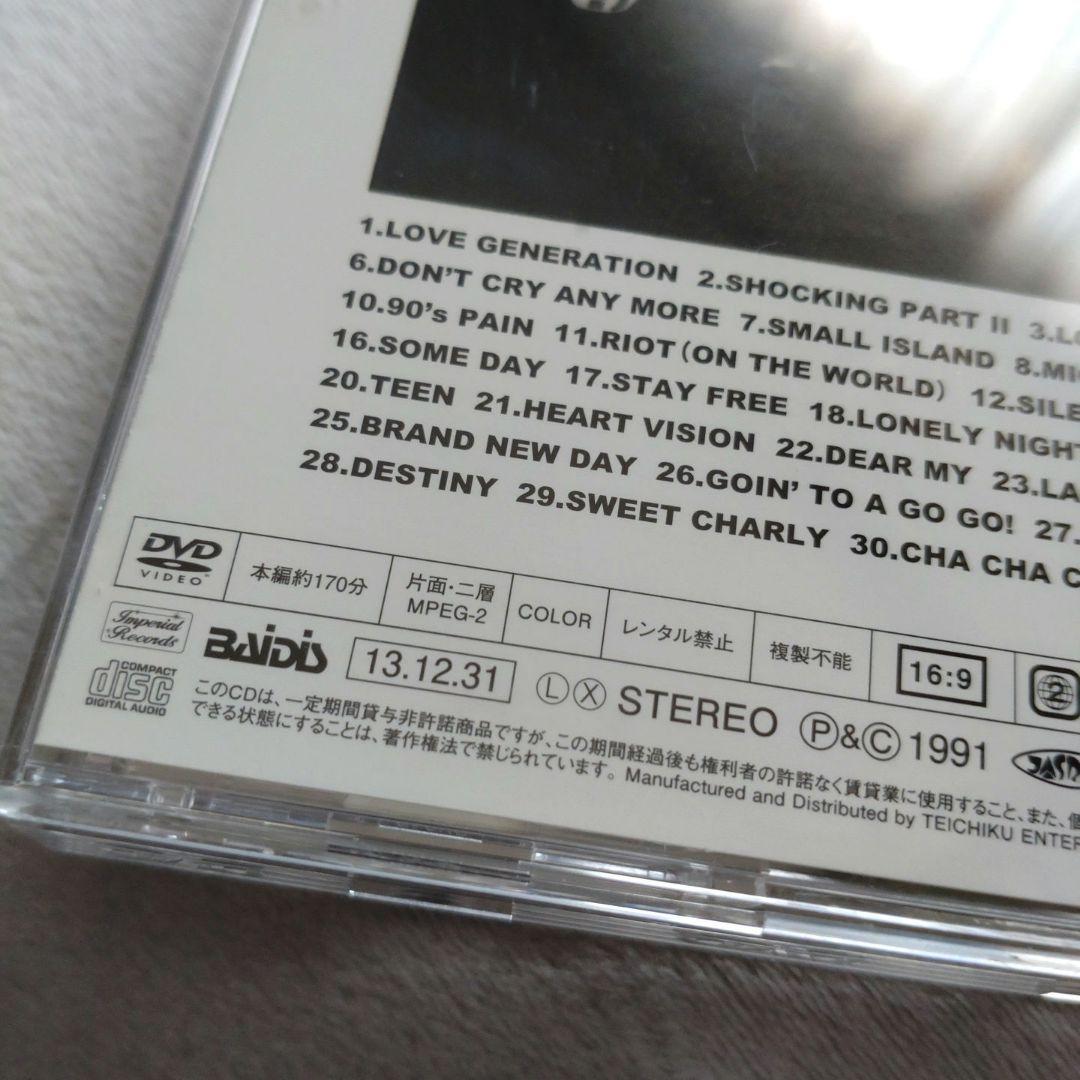 1.LOVE GENERATION 2.SHOCKING PART II 3.
6.DON'T CRY ANY MORE 7.SMALL ISLAND 8.
10.90's PAIN 11.RIOT(ON THE WORLD) 12.
16.SOME DAY 17.STAY FREE 18.LONELY NIGHT
20.TEEN 21.HEART VISION 22.DEAR MY 23.
25.BRAND NEW DAY 26.GOIN' TO A GO GO! 27.
28.DESTINY 29.SWEET CHARLY 30.CHA CHA C
DVD VIDEO 本編約170分 片面・二層 MPEG-2 COLOR レンタル禁止 複製不能 16:9 2
Imperial Records BAiDiS 13.12.31 Ⓛ Ⓧ STEREO Ⓟ&Ⓒ 1991
COMPACT disc DIGITAL AUDIO
このCDは、一定期間貸与非許諾商品ですが、この期間経過後も権利者の許諾なく賃貸業に使用すること、また、個
できる状態にすることは、著作権法で禁じられています。 Manufactured and Distributed by TEICHIKU ENTER